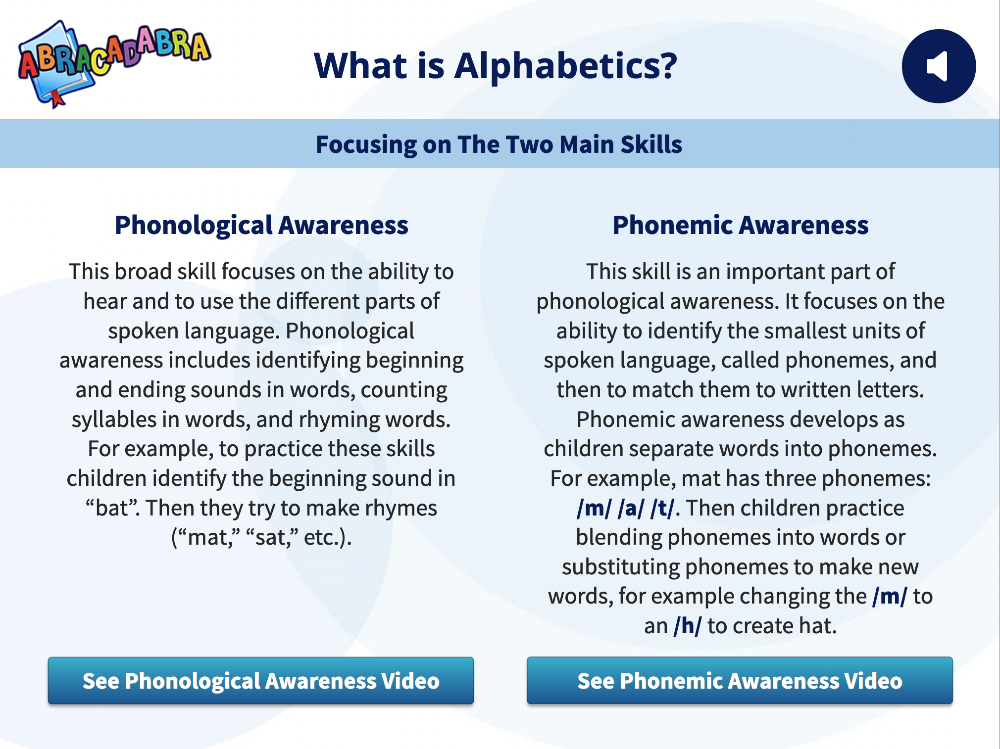 ABRACADABRA
What is Alphabetics?
Focusing on The Two Main Skills
Phonological Awareness
This broad skill focuses on the ability to
hear and to use the different parts of
spoken language. Phonological
awareness includes identifying beginning
and ending sounds in words, counting
syllables in words, and rhyming words.
For example, to practice these skills
children identify the beginning sound in
“bat”. Then they try to make rhymes
(“mat,” “sat,” etc.).
See Phonological Awareness Video
Phonemic Awareness
This skill is an important part of
phonological awareness. It focuses on the
ability to identify the smallest units of
spoken language, called phonemes, and
then to match them to written letters.
Phonemic awareness develops as
children separate words into phonemes.
For example, mat has three phonemes:
/m/ /a/ /t/. Then children practice
blending phonemes into words or
substituting phonemes to make new
words, for example changing the /m/ to
an /h/ to create hat.
See Phonemic Awareness Video